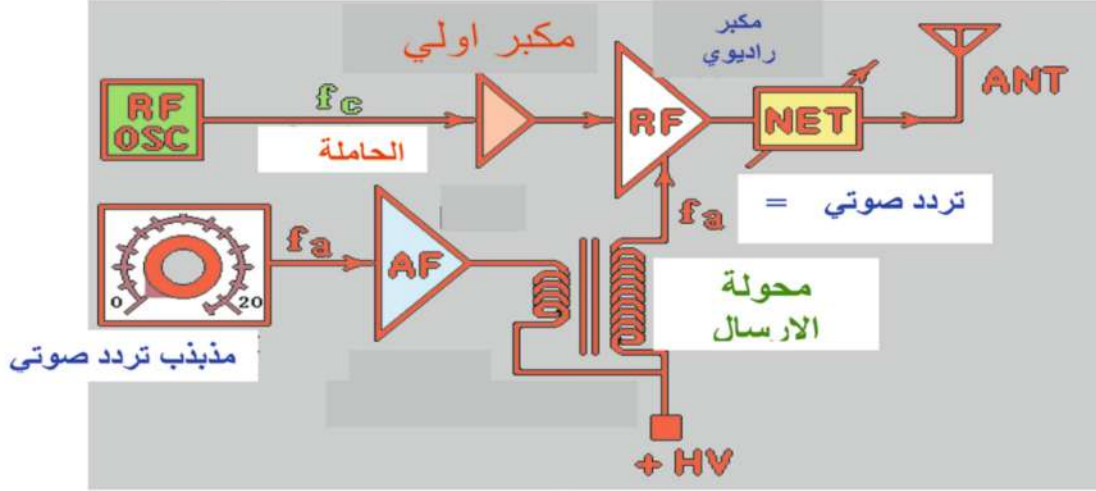 مكبر اولي
مكبر
راديوي
ANT
RF
OSC
fc
RF
NET
الحاملة
تردد صوتي =
fa
fa
AF
0
20
محولة
الارسال
مذبذب تردد صوتي
+ HV